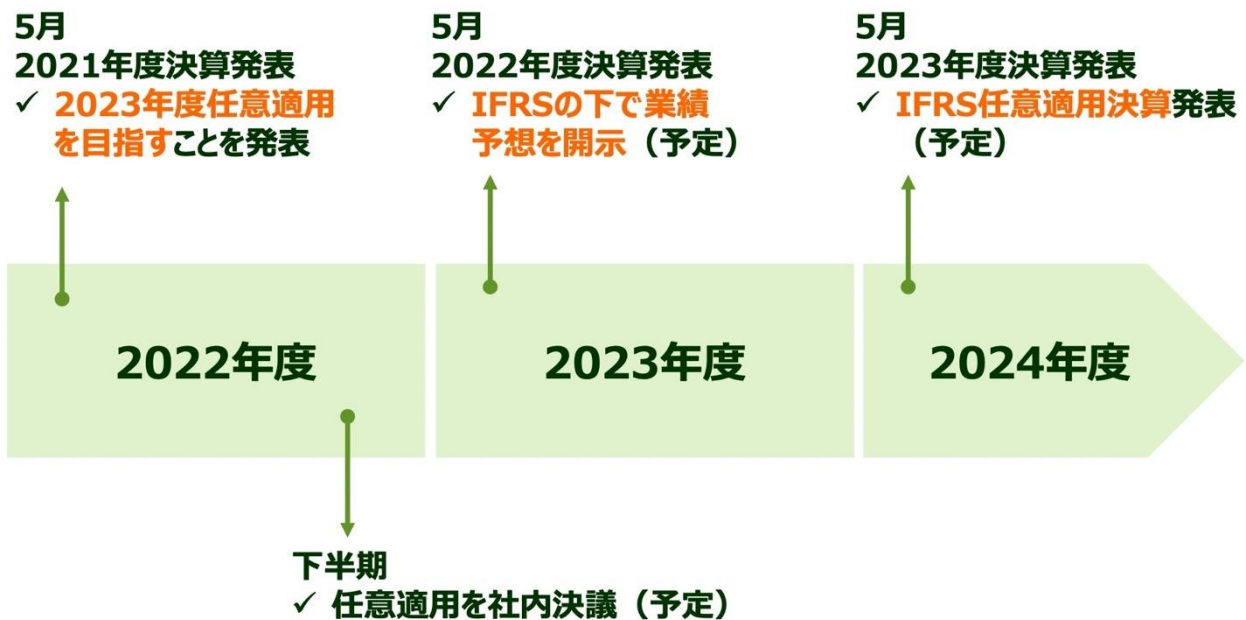 5月
2021年度決算発表
✓ 2023年度任意適用
を目指すことを発表
5月
2022年度決算発表
✓ IFRSの下で業績
予想を開示（予定）
5月
2023年度決算発表
✓ IFRS任意適用決算発表
（予定）
2022年度
2023年度
2024年度
下半期
✓ 任意適用を社内決議（予定）